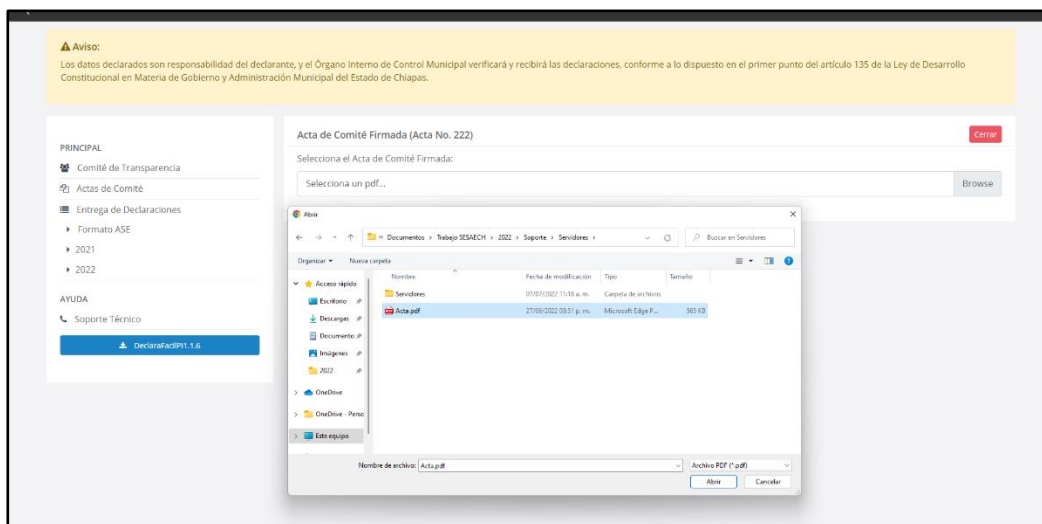 Aviso:
Los datos declarados son responsabilidad del declarante, y el Órgano Interno de Control Municipal verificará y recibirá las declaraciones, conforme a lo dispuesto en el primer punto del artículo 135 de la Ley de Desarrollo
Constitucional en Materia de Gobierno y Administración Municipal del Estado de Chiapas.
PRINCIPAL
Comité de Transparencia
Actas de Comité
Entrega de Declaraciones
Formato ASE
2021
2022
AYUDA
Soporte Técnico
DeclaraFacilPI1.1.6
Acta de Comité Firmada (Acta No. 222)
Cerrar
Selecciona el Acta de Comité Firmada:
Selecciona un pdf...
Browse
Abrir
Documentos > Trabajo SESAECH > 2022 > Soporte > Servidores >
Buscar en Servidores
Organizar
Nueva carpeta
Acceso rápido
Escritorio
Descargas
Documento
Imágenes
2022
OneDrive
OneDrive - Perso
Este equipo
Nombre
Fecha de modificación
Tipo
Tamaño
Servidores
07/07/2022 11:18 a. m.
Carpeta de archivos
Acta.pdf
27/06/2022 03:51 p. m.
Microsoft Edge P...
565 KB
Nombre de archivo:
Acta.pdf
Archivo PDF (*.pdf)
Abrir
Cancelar